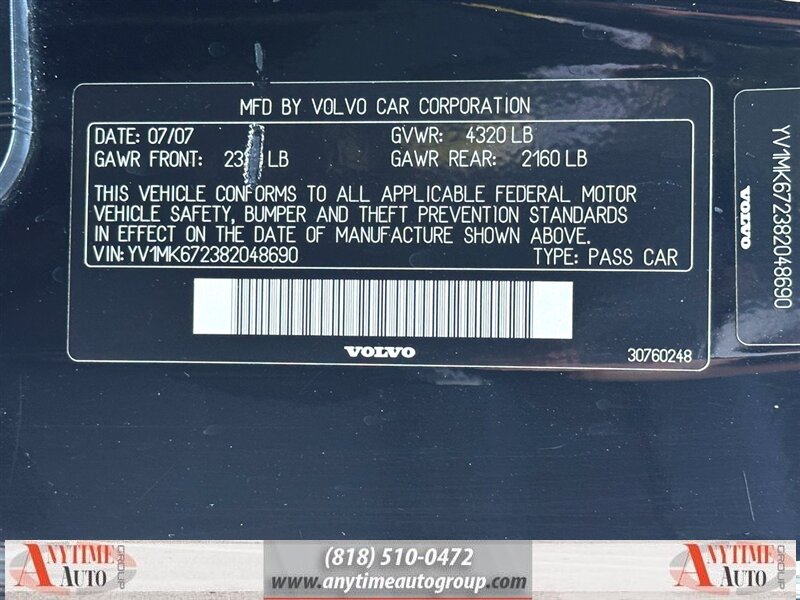 MFD BY VOLVO CAR CORPORATION
DATE: 07/07 GVWR: 4320 LB
GAWR FRONT: LB GAWR REAR: 2160 LB
THIS VEHICLE CONFORMS TO ALL APPLICABLE FEDERAL MOTOR
VEHICLE SAFETY, BUMPER AND THEFT PREVENTION STANDARDS
IN EFFECT ON DATE OF MANUFACTURE SHOWN ABOVE.
VIN: YV1MK672382048690 TYPE: PASS CAR
VOLVO 30760248
YV1MK672382048690
VOLVO
ANYTIME AUTO GROUP
(818) 510-0472
www.anytimeautogroup.com
ANYTIME AUTO GROUP